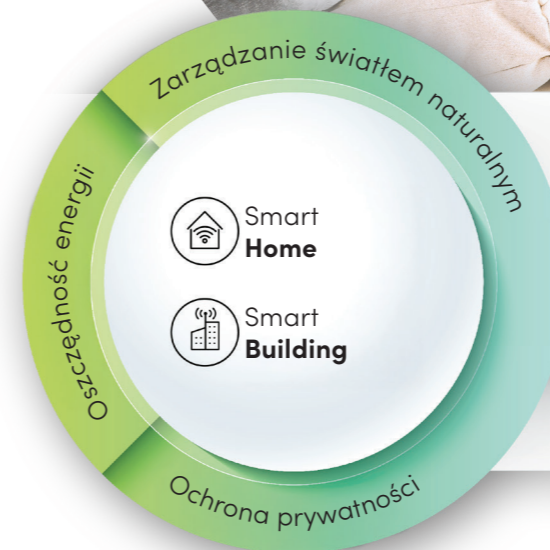 Zarządzanie światłem naturalnym
Oszczędność energii
Smart
Home
Smart
Building
Ochrona prywatności